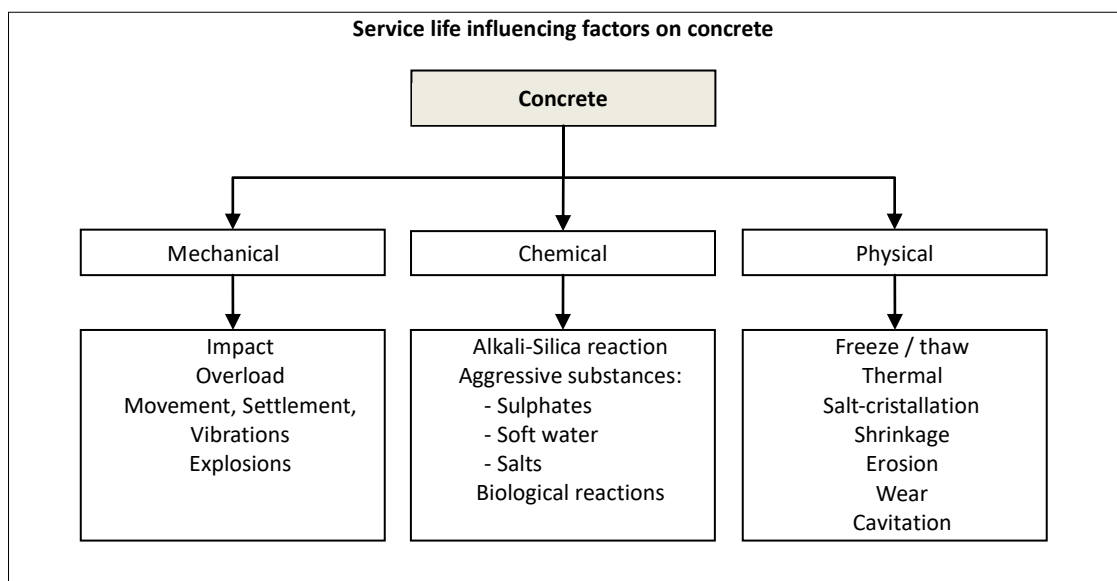 Service life influencing factors on concrete
Concrete
Mechanical
Chemical
Physical
Impact
Overload
Movement, Settlement,
Vibrations
Explosions
Alkali-Silica reaction
Aggressive substances:
- Sulphates
- Soft water
- Salts
Biological reactions
Freeze / thaw
Thermal
Salt-cristallation
Shrinkage
Erosion
Wear
Cavitation